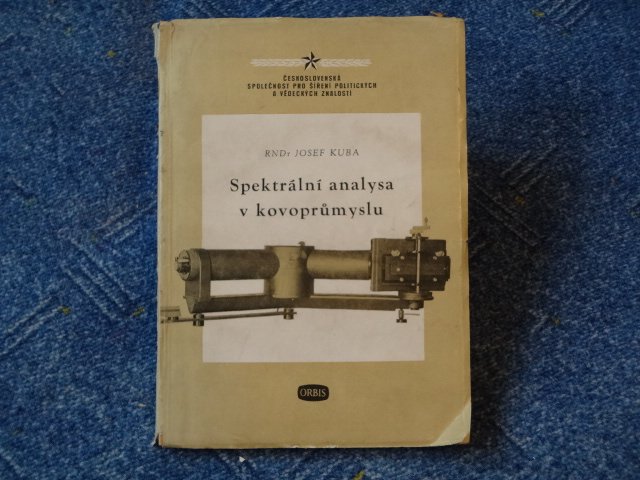 ČESKOSLOVENSKÁ
SPOLEČNOST PRO ŠÍŘENÍ POLITICKÝCH
A VĚDECKÝCH ZNALOSTÍ
RNDr JOSEF KUBA
Spektrální analysa
v kovoprůmyslu
ORBIS